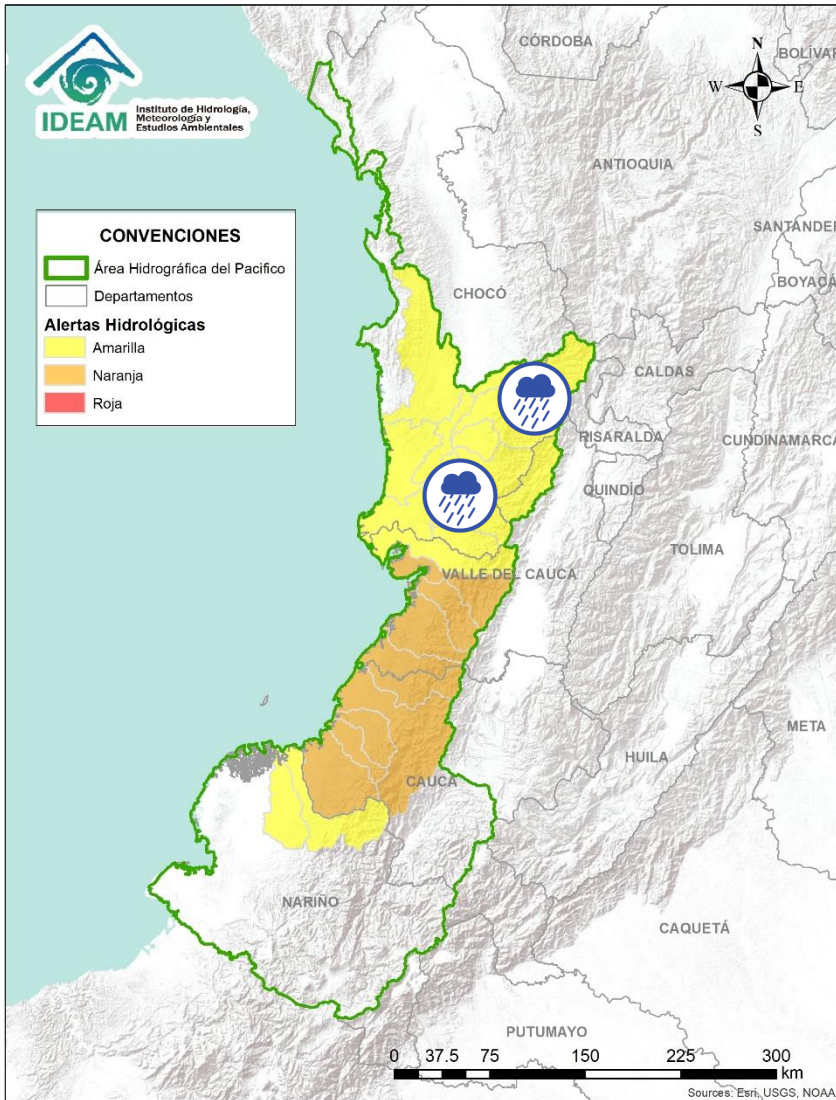 IDEAM
Instituto de Hidrología,
Meteorología y
Estudios Ambientales
N
W
E
S
CÓRDOBA
BOLÍVAR
ANTIOQUIA
SANTANDER
BOYACÁ
CHOCÓ
CALDAS
RISARALDA
CUNDINAMARCA
QUINDÍO
TOLIMA
VALLE DEL CAUCA
META
HUILA
CAUCA
NARIÑO
CAQUETÁ
PUTUMAYO
CONVENCIONES
Área Hidrográfica del Pacifico
Departamentos
Alertas Hidrológicas
Amarilla
Naranja
Roja
0 37.5 75 150 225 300
km
Sources: Esri, USGS, NOAA